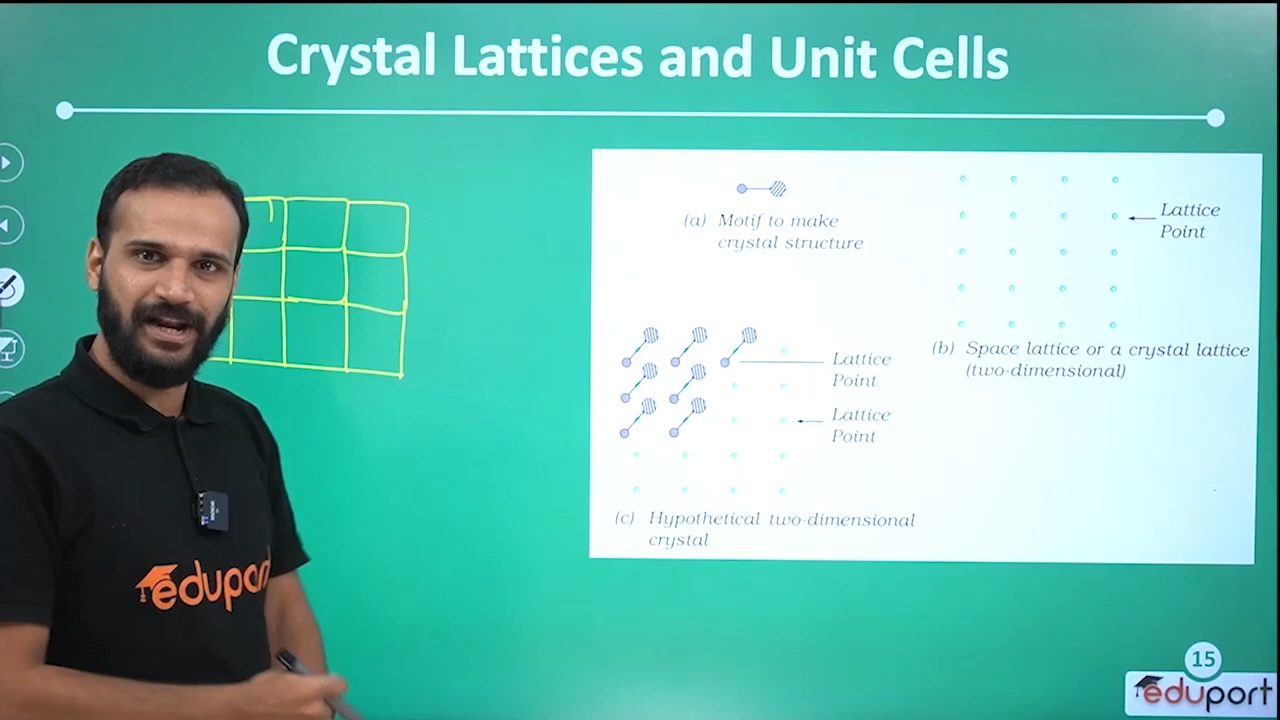 Crystal Lattices and Unit Cells
(a) Motif to make
crystal structure
Lattice
Point
(b) Space lattice or a crystal lattice
(two-dimensional)
Lattice
Point
Lattice
Point
(c) Hypothetical two-dimensional
crystal
eduport
15
eduport